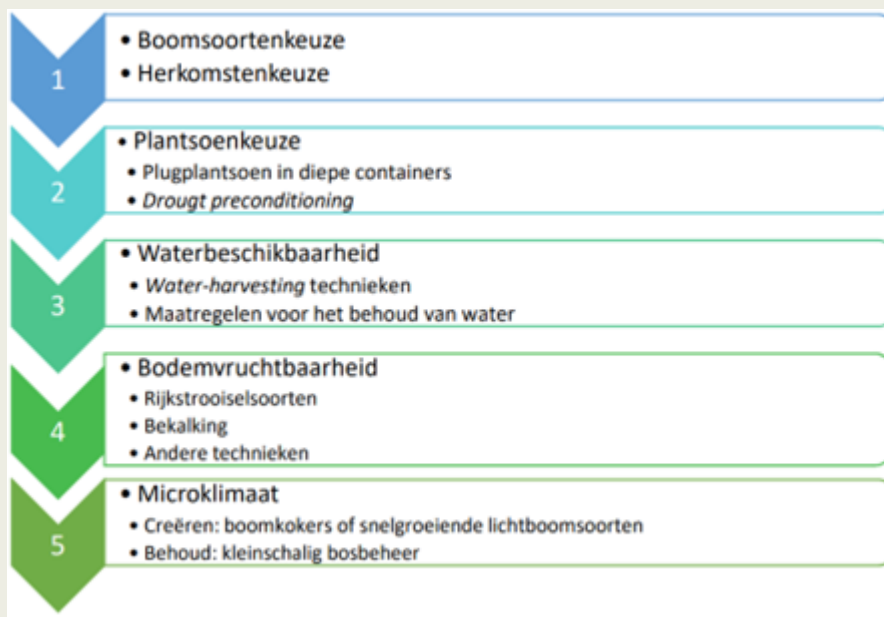 1
• Boomsoortenkeuze
• Herkomstenkeuze
2
• Plantsoenkeuze
• Plugplantsoen in diepe containers
• Drougt preconditioning
3
• Waterbeschikbaarheid
• Water-harvesting technieken
• Maatregelen voor het behoud van water
4
• Bodemvruchtbaarheid
• Rijkstrooiselsoorten
• Bekalking
• Andere technieken
5
• Microklimaat
• Creëren: boomkokers of snelgroeiende lichtboomsoorten
• Behoud: kleinschalig bosbeheer